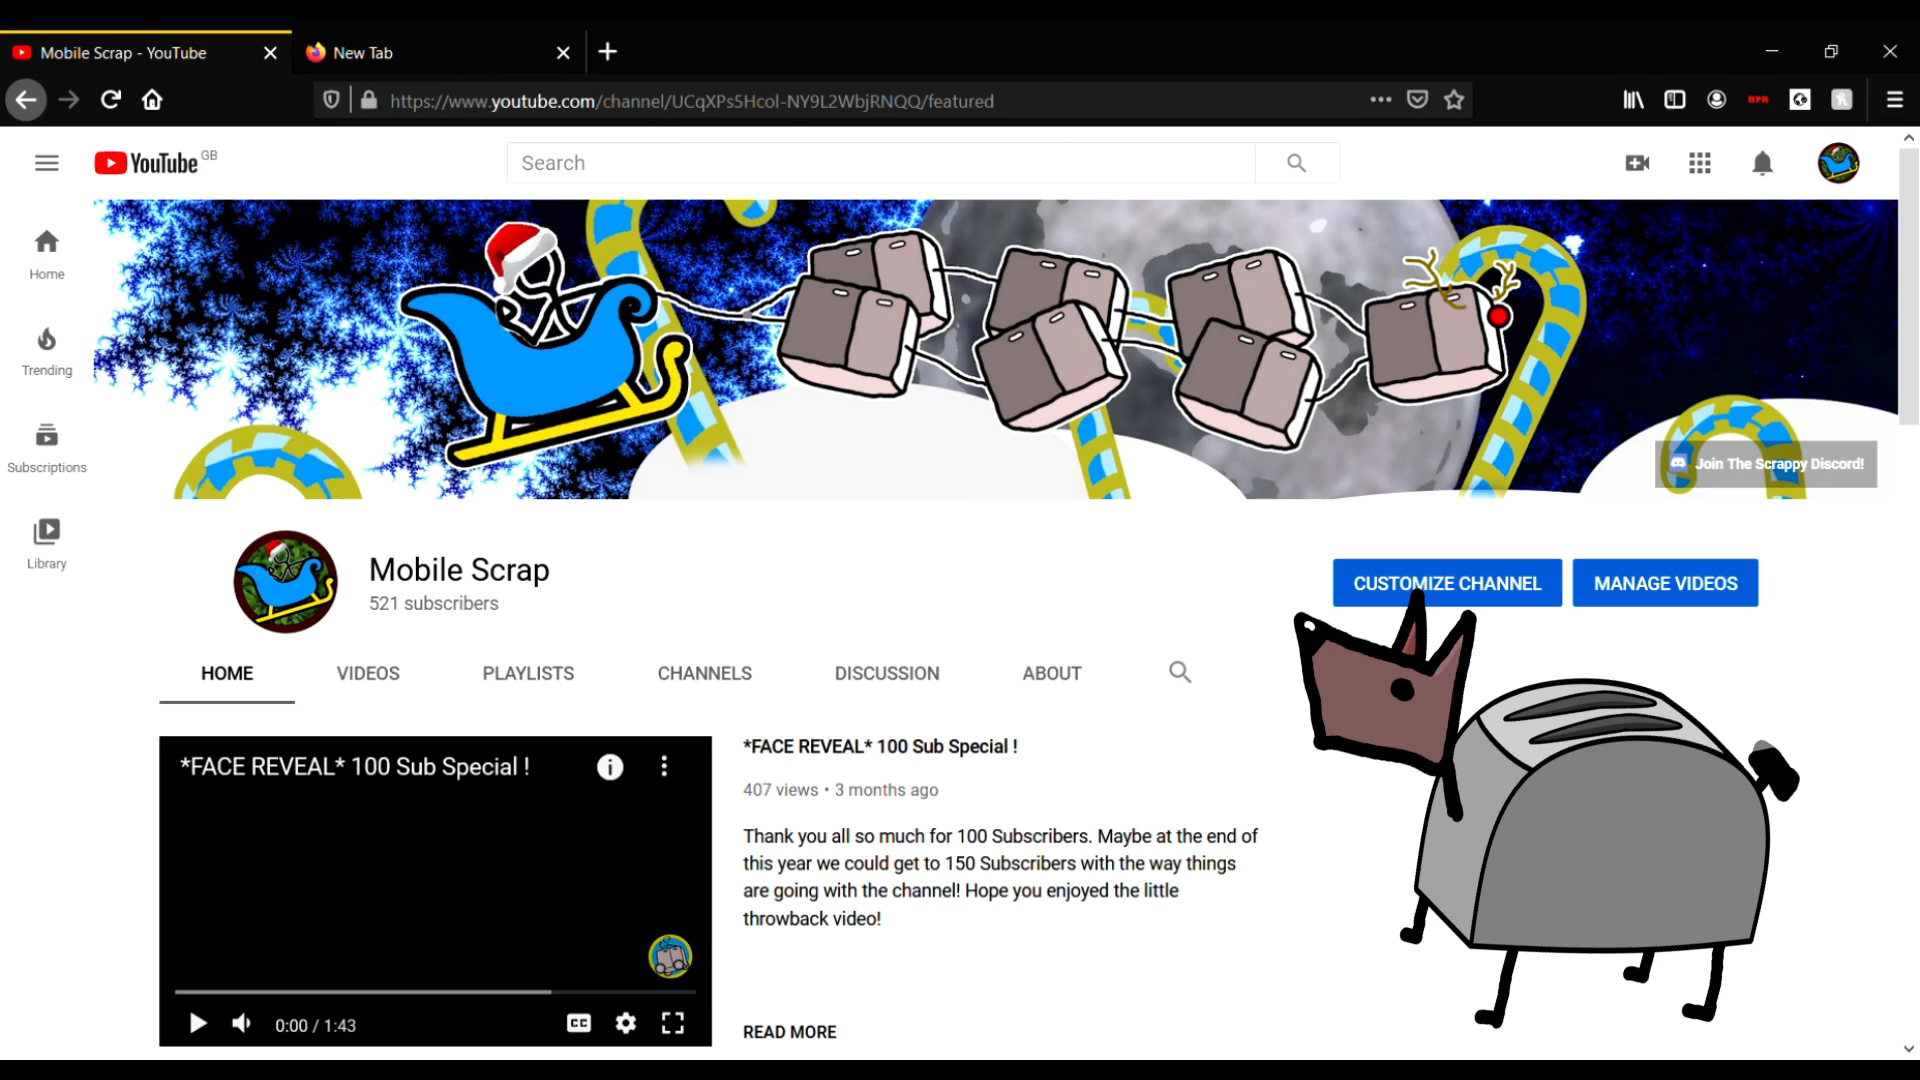 Mobile Scrap - YouTube
New Tab
https://www.youtube.com/channel/UCqXPs5Hcol-NY9L2WbjRNQQ/featured
YouTube GB
Search
Home
Trending
Subscriptions
Library
Join The Scrappy Discord!
Mobile Scrap
521 subscribers
CUSTOMIZE CHANNEL
MANAGE VIDEOS
HOME
VIDEOS
PLAYLISTS
CHANNELS
DISCUSSION
ABOUT
*FACE REVEAL* 100 Sub Special !
0:00 / 1:43
CC
*FACE REVEAL* 100 Sub Special !
407 views • 3 months ago
Thank you all so much for 100 Subscribers. Maybe at the end of
this year we could get to 150 Subscribers with the way things
are going with the channel! Hope you enjoyed the little
throwback video!
READ MORE